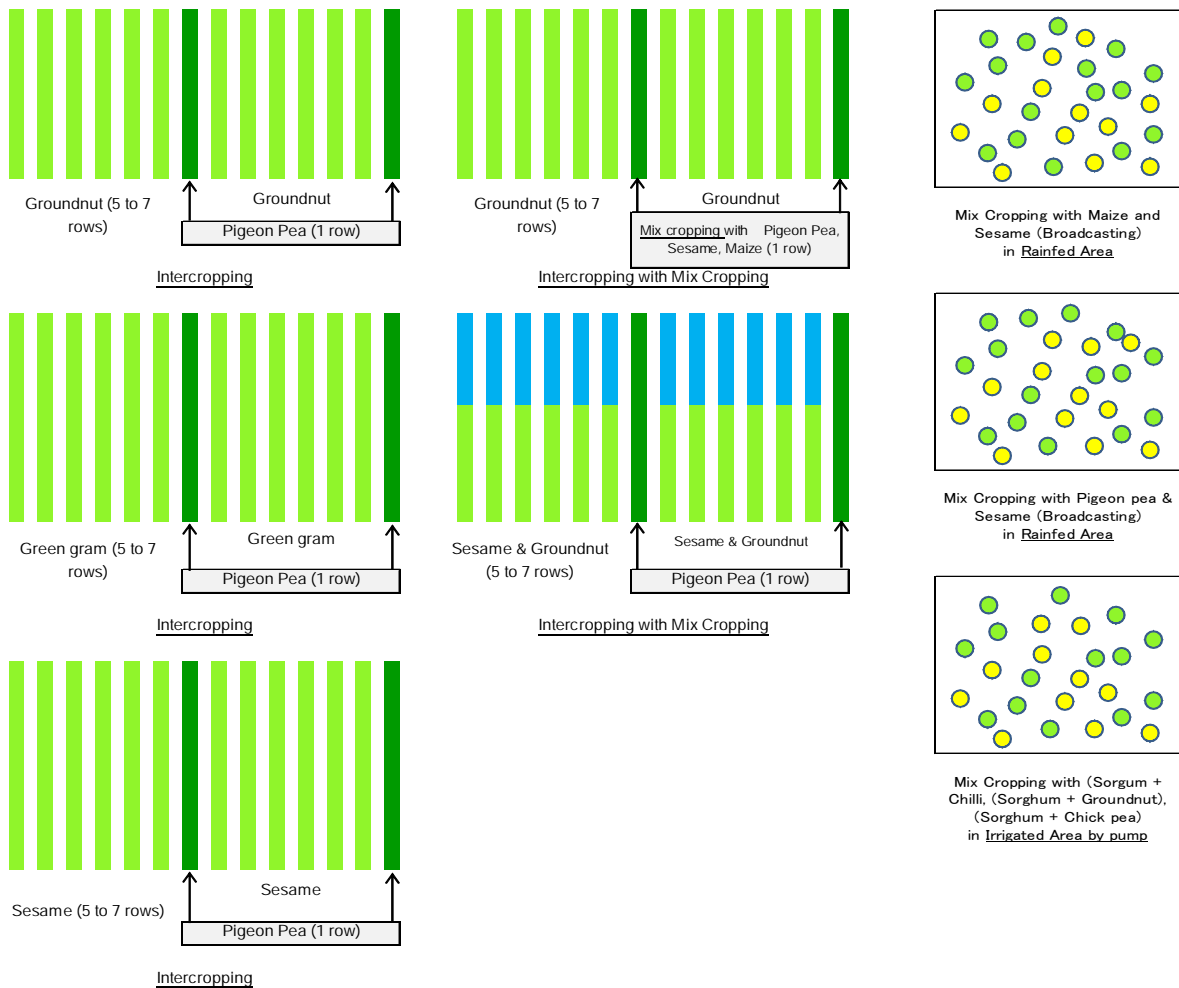 Groundnut (5 to 7
rows)
Groundnut
Pigeon Pea (1 row)
Intercropping
Groundnut (5 to 7
rows)
Groundnut
Mix cropping with Pigeon Pea,
Sesame, Maize (1 row)
Intercropping with Mix Cropping
Mix Cropping with Maize and
Sesame (Broadcasting)
in Rainfed Area
Green gram (5 to 7
rows)
Green gram
Pigeon Pea (1 row)
Intercropping
Sesame & Groundnut
(5 to 7 rows)
Sesame & Groundnut
Pigeon Pea (1 row)
Intercropping with Mix Cropping
Mix Cropping with Pigeon pea &
Sesame (Broadcasting)
in Rainfed Area
Sesame (5 to 7 rows)
Sesame
Pigeon Pea (1 row)
Intercropping
Mix Cropping with (Sorgum +
Chilli, (Sorghum + Groundnut),
(Sorghum + Chick pea)
in Irrigated Area by pump